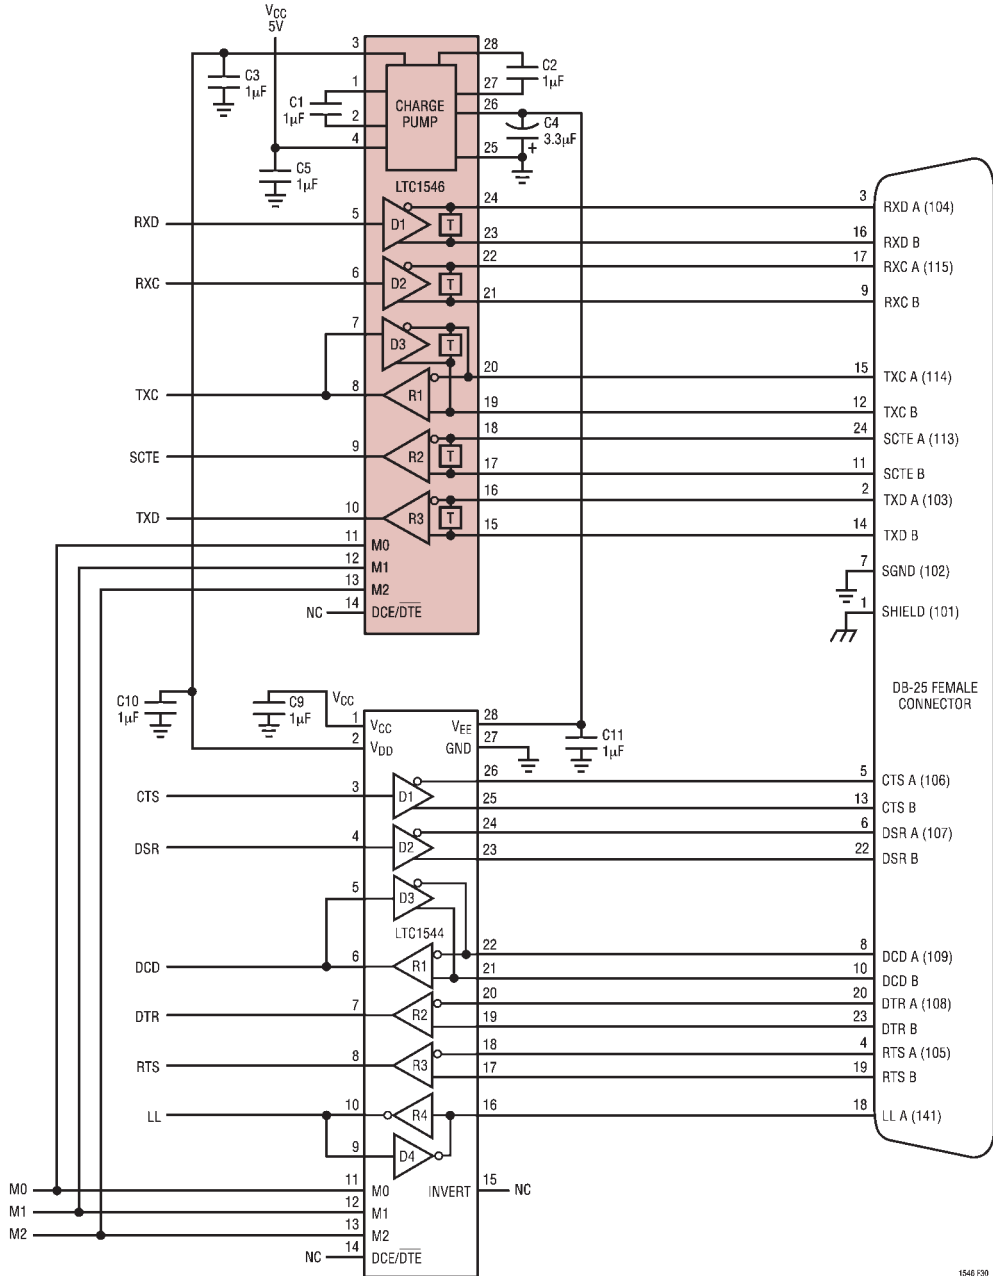 VCC
5V
3
28
C3
1µF
C2
1µF
1
27
C1
1µF
CHARGE
PUMP
26
2
C4
3.3µF
+
4
25
C5
1µF
LTC1546
RXD
5
D1
T
24
3
RXD A (104)
23
16
RXD B
RXC
6
D2
T
22
17
RXC A (115)
21
9
RXC B
7
D3
T
20
15
TXC A (114)
TXC
8
R1
19
12
TXC B
18
24
SCTE A (113)
SCTE
9
R2
T
17
11
SCTE B
16
2
TXD A (103)
TXD
10
R3
T
15
14
TXD B
11
M0
12
M1
13
M2
NC
14
DCE/DTE
7
SGND (102)
1
SHIELD (101)
DB-25 FEMALE
CONNECTOR
C10
1µF
C9
1µF
VCC
1
VCC
2
VDD
VEE
28
GND
27
C11
1µF
CTS
3
D1
26
5
CTS A (106)
25
13
CTS B
DSR
4
D2
24
6
DSR A (107)
23
22
DSR B
5
D3
LTC1544
DCD
6
R1
22
8
DCD A (109)
21
10
DCD B
DTR
7
R2
20
20
DTR A (108)
19
23
DTR B
RTS
8
R3
18
4
RTS A (105)
17
19
RTS B
LL
10
R4
16
18
LL A (141)
9
D4
M0
11
M0
INVERT
15
NC
M1
12
M1
M2
13
M2
NC
14
DCE/DTE
1546 F30